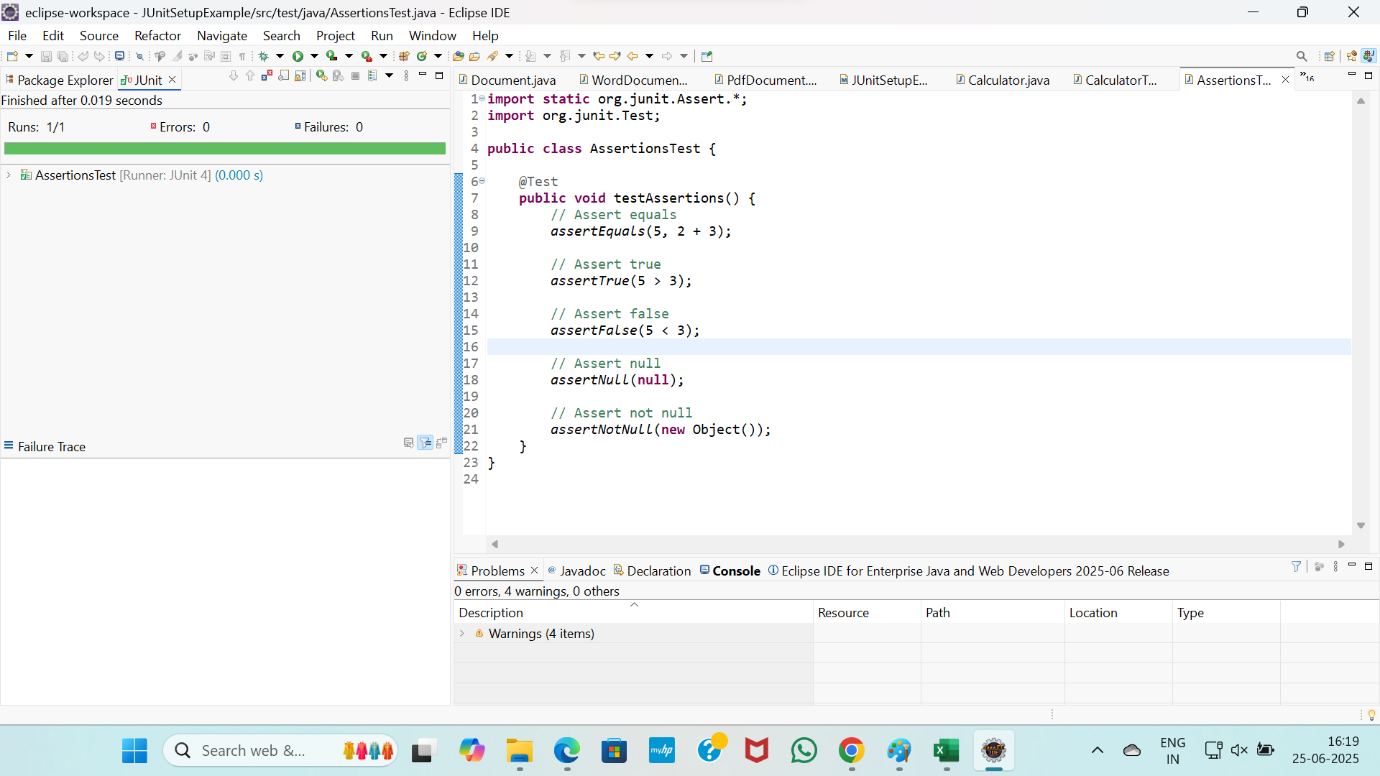 eclipse-workspace - JUnitSetupExample/src/test/java/AssertionsTest.java - Eclipse IDE
File Edit Source Refactor Navigate Search Project Run Window Help
Package Explorer JUnit
Finished after 0.019 seconds
Runs: 1/1 Errors: 0 Failures: 0
AssertionsTest [Runner: JUnit 4] (0.000 s)
Failure Trace
Document.java WordDocumen... PdfDocument.... JUnitSetupE... Calculator.java CalculatorT... AssertionsT... »16
1 import static org.junit.Assert.*;
2 import org.junit.Test;
3
4 public class AssertionsTest {
5
6 @Test
7 public void testAssertions() {
8 // Assert equals
9 assertEquals(5, 2 + 3);
10
11 // Assert true
12 assertTrue(5 > 3);
13
14 // Assert false
15 assertFalse(5 < 3);
16
17 // Assert null
18 assertNull(null);
19
20 // Assert not null
21 assertNotNull(new Object());
22 }
23 }
24
Problems Javadoc Declaration Console Eclipse IDE for Enterprise Java and Web Developers 2025-06 Release
0 errors, 4 warnings, 0 others
Description Resource Path Location Type
Warnings (4 items)
Search web &...
myhp
ENG
IN
16:19
25-06-2025